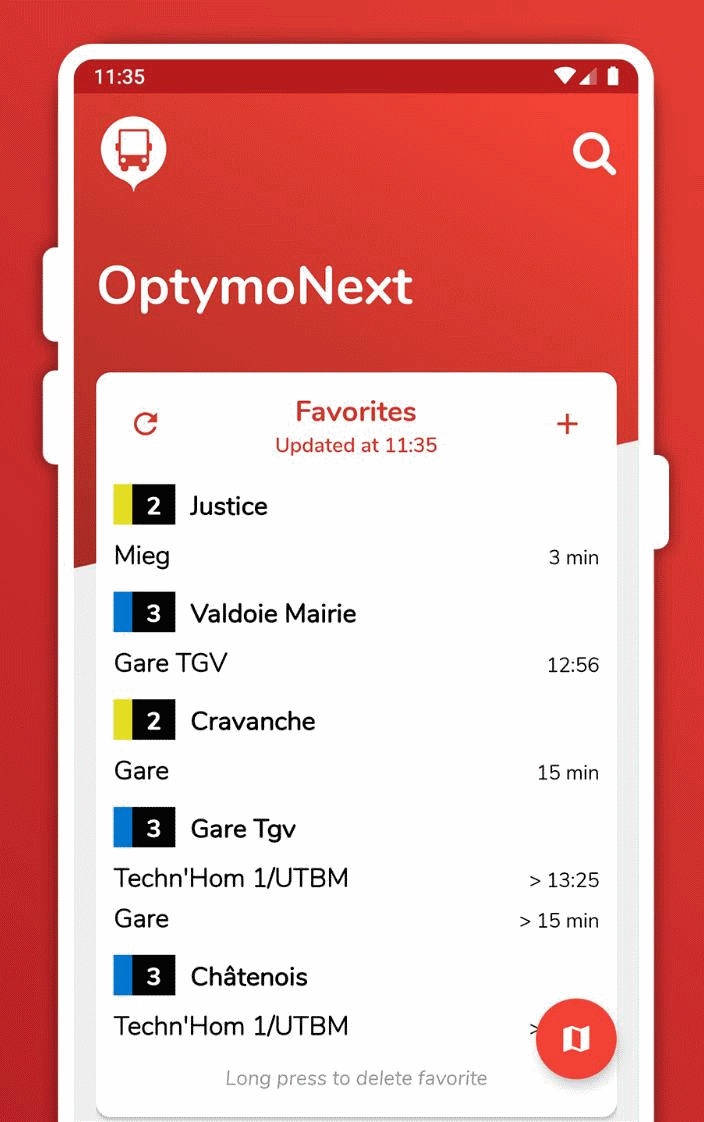 11:35
OptymoNext
Favorites
Updated at 11:35
2 Justice
Mieg 3 min
3 Valdoie Mairie
Gare TGV 12:56
2 Cravanche
Gare 15 min
3 Gare Tgv
Techn'Hom 1/UTBM > 13:25
Gare > 15 min
3 Châtenois
Techn'Hom 1/UTBM >
Long press to delete favorite